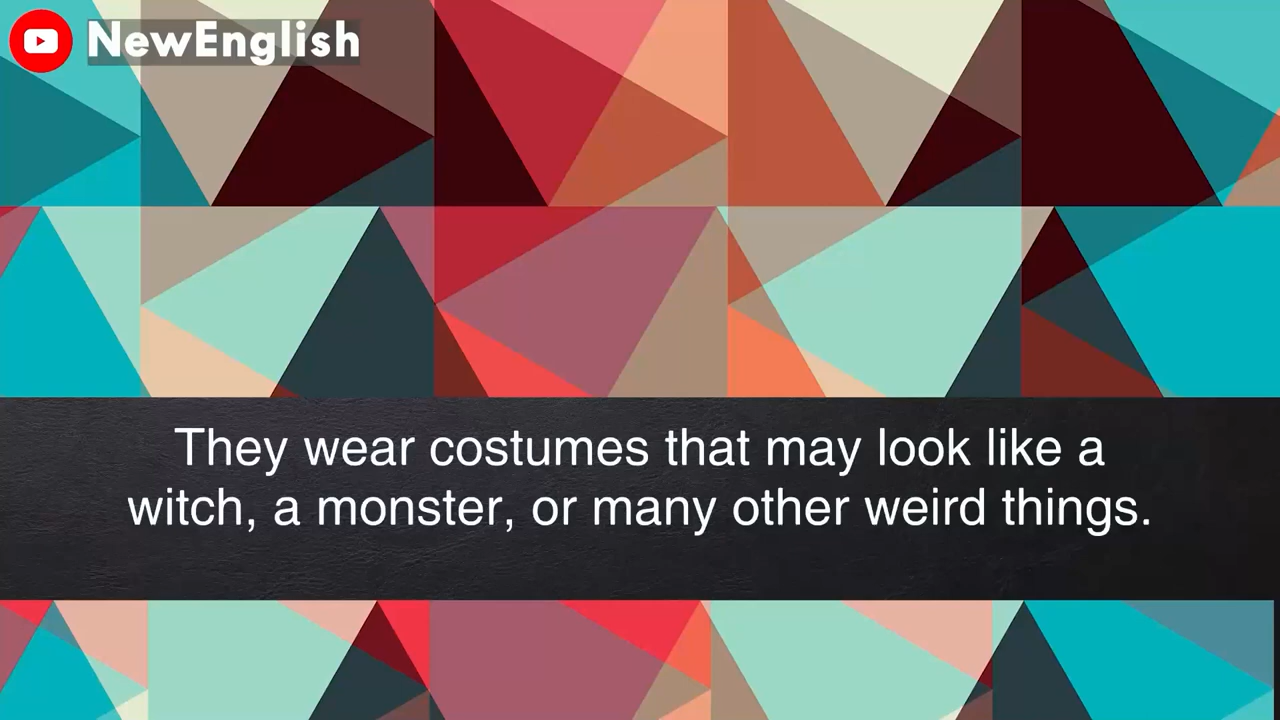 NewEnglish
They wear costumes that may look like a
witch, a monster, or many other weird things.